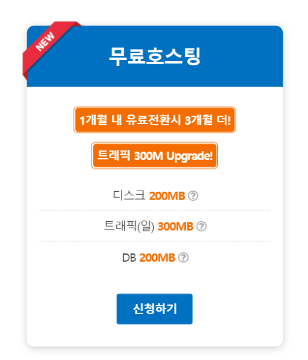 NEW
무료호스팅
1개월 내 유료전환시 3개월 더!
트래픽 300M Upgrade!
디스크 200MB ?
트래픽(일) 300MB ?
DB 200MB ?
신청하기